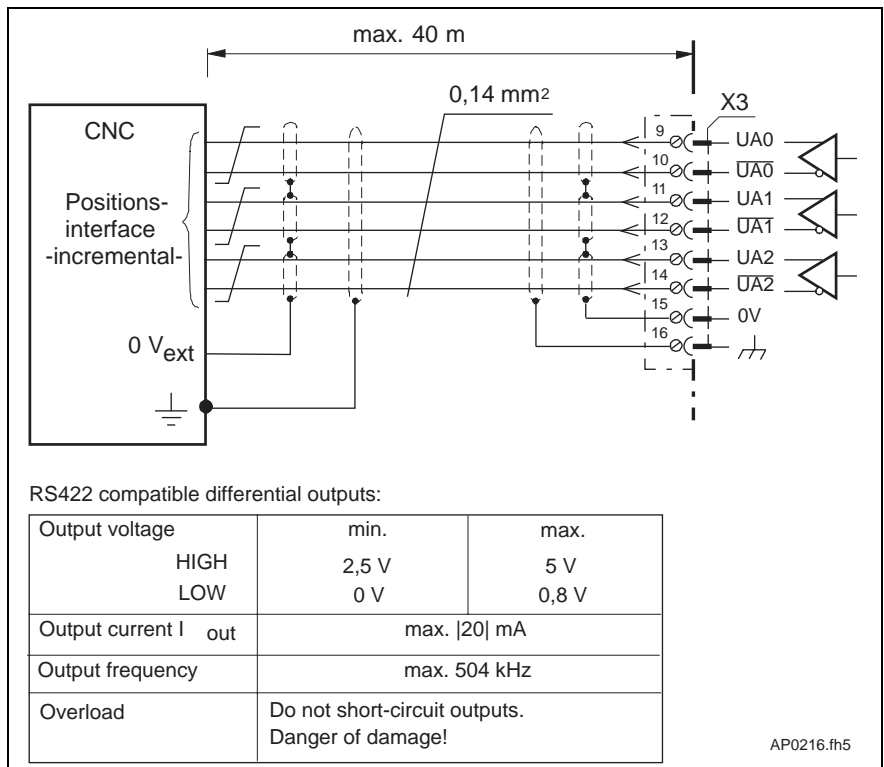 max. 40 m
0,14 mm2
X3
CNC
Positions-
interface
-incremental-
0 Vext
9 UA0
10 U̅A̅0̅
11 UA1
12 U̅A̅1̅
13 UA2
14 U̅A̅2̅
15 0V
16
RS422 compatible differential outputs:
Output voltage min. max.
HIGH 2,5 V 5 V
LOW 0 V 0,8 V
Output current I out max. |20| mA
Output frequency max. 504 kHz
Overload Do not short-circuit outputs.
Danger of damage!
AP0216.fh5